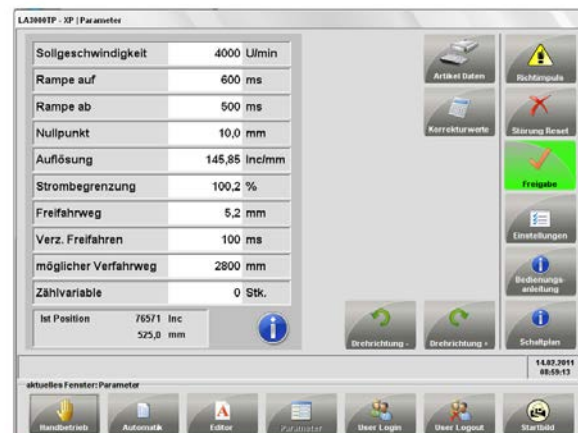 LA3000TP - XP | Parameter
Sollgeschwindigkeit 4000 U/min
Rampe auf 600 ms
Rampe ab 500 ms
Nullpunkt 10,0 mm
Auflösung 145,85 Inc/mm
Strombegrenzung 100,2 %
Freifahrweg 5,2 mm
Verz. Freifahren 100 ms
möglicher Verfahrweg 2800 mm
Zählvariable 0 Stk.
Ist Position 76571 Inc
525,0 mm
Artikel Daten
Korrekturwerte
Drehrichtung -
Drehrichtung +
Richtimpuls
Störung Reset
Freigabe
Einstellungen
Bedienungs-
anleitung
Schaltplan
14.02.2011
08:59:13
aktuelles Fenster: Parameter
Handbetrieb
Automatik
Editor
Parameter
User Login
User Logout
Startbild